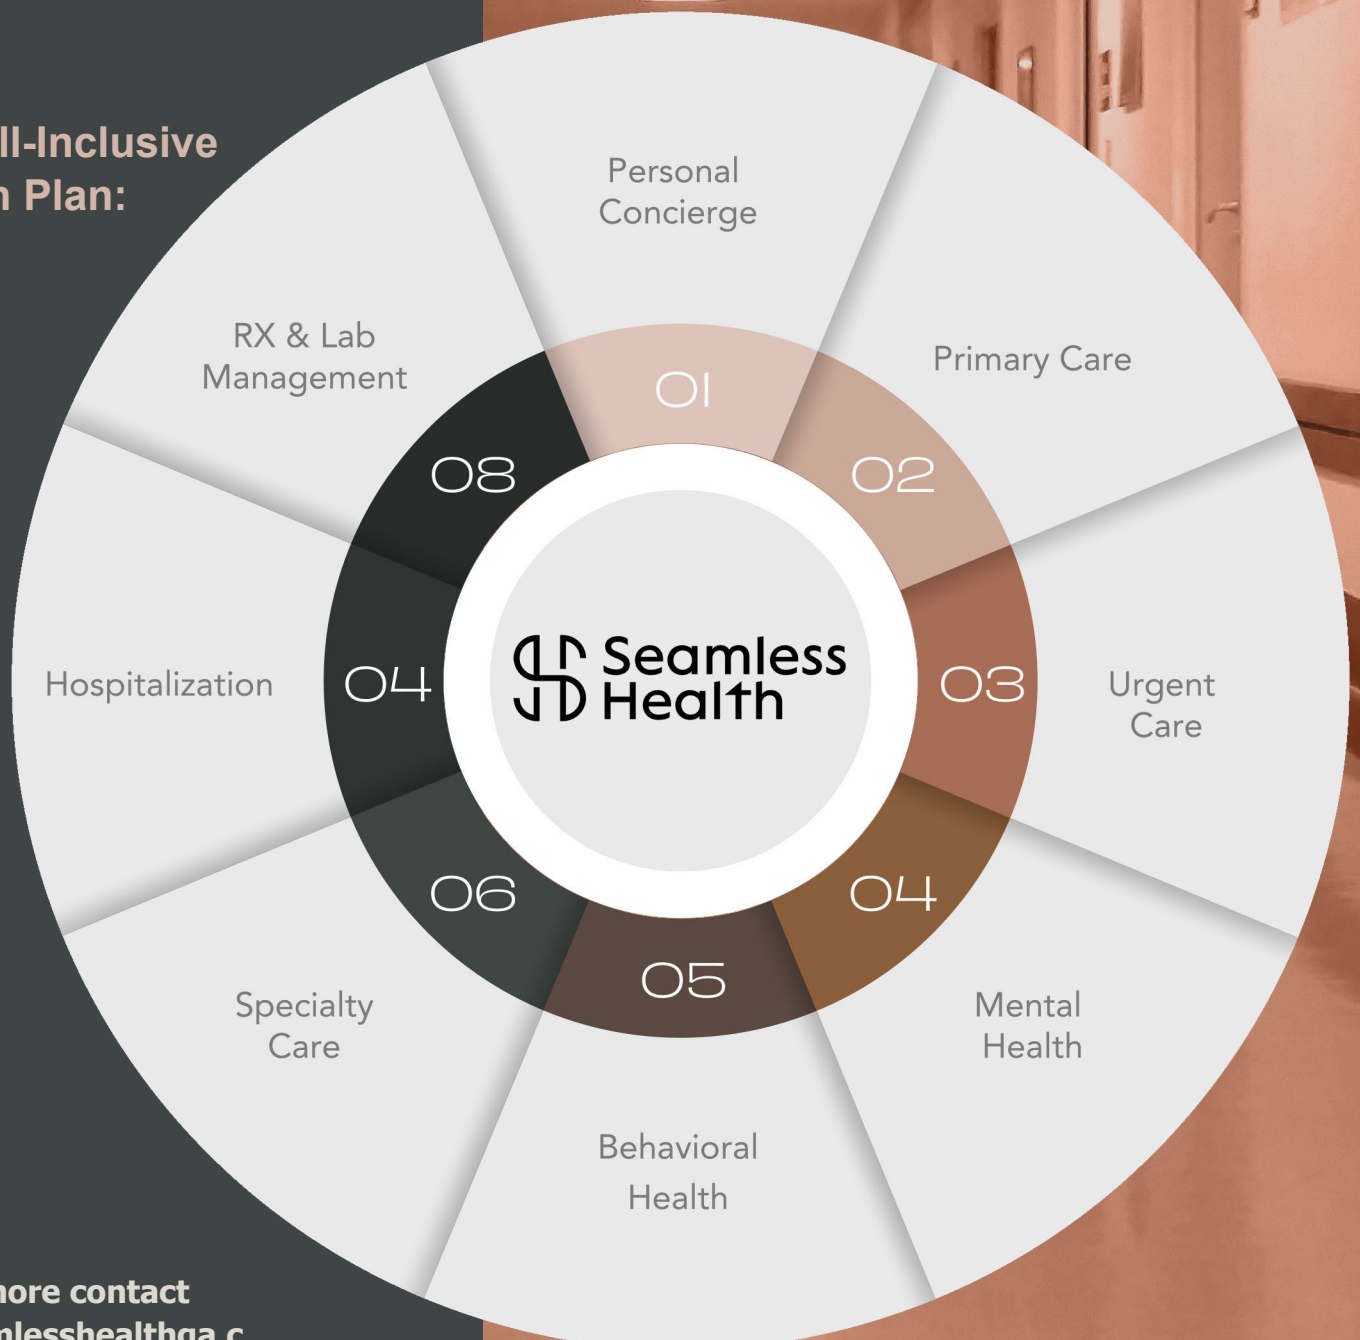 ll-Inclusive
n Plan:
Personal
Concierge
01
Primary Care
02
Urgent
Care
03
Mental
Health
04
Behavioral
Health
05
Specialty
Care
06
Hospitalization
04
RX & Lab
Management
08
Seamless
Health
nore contact
mlesshealthga.c